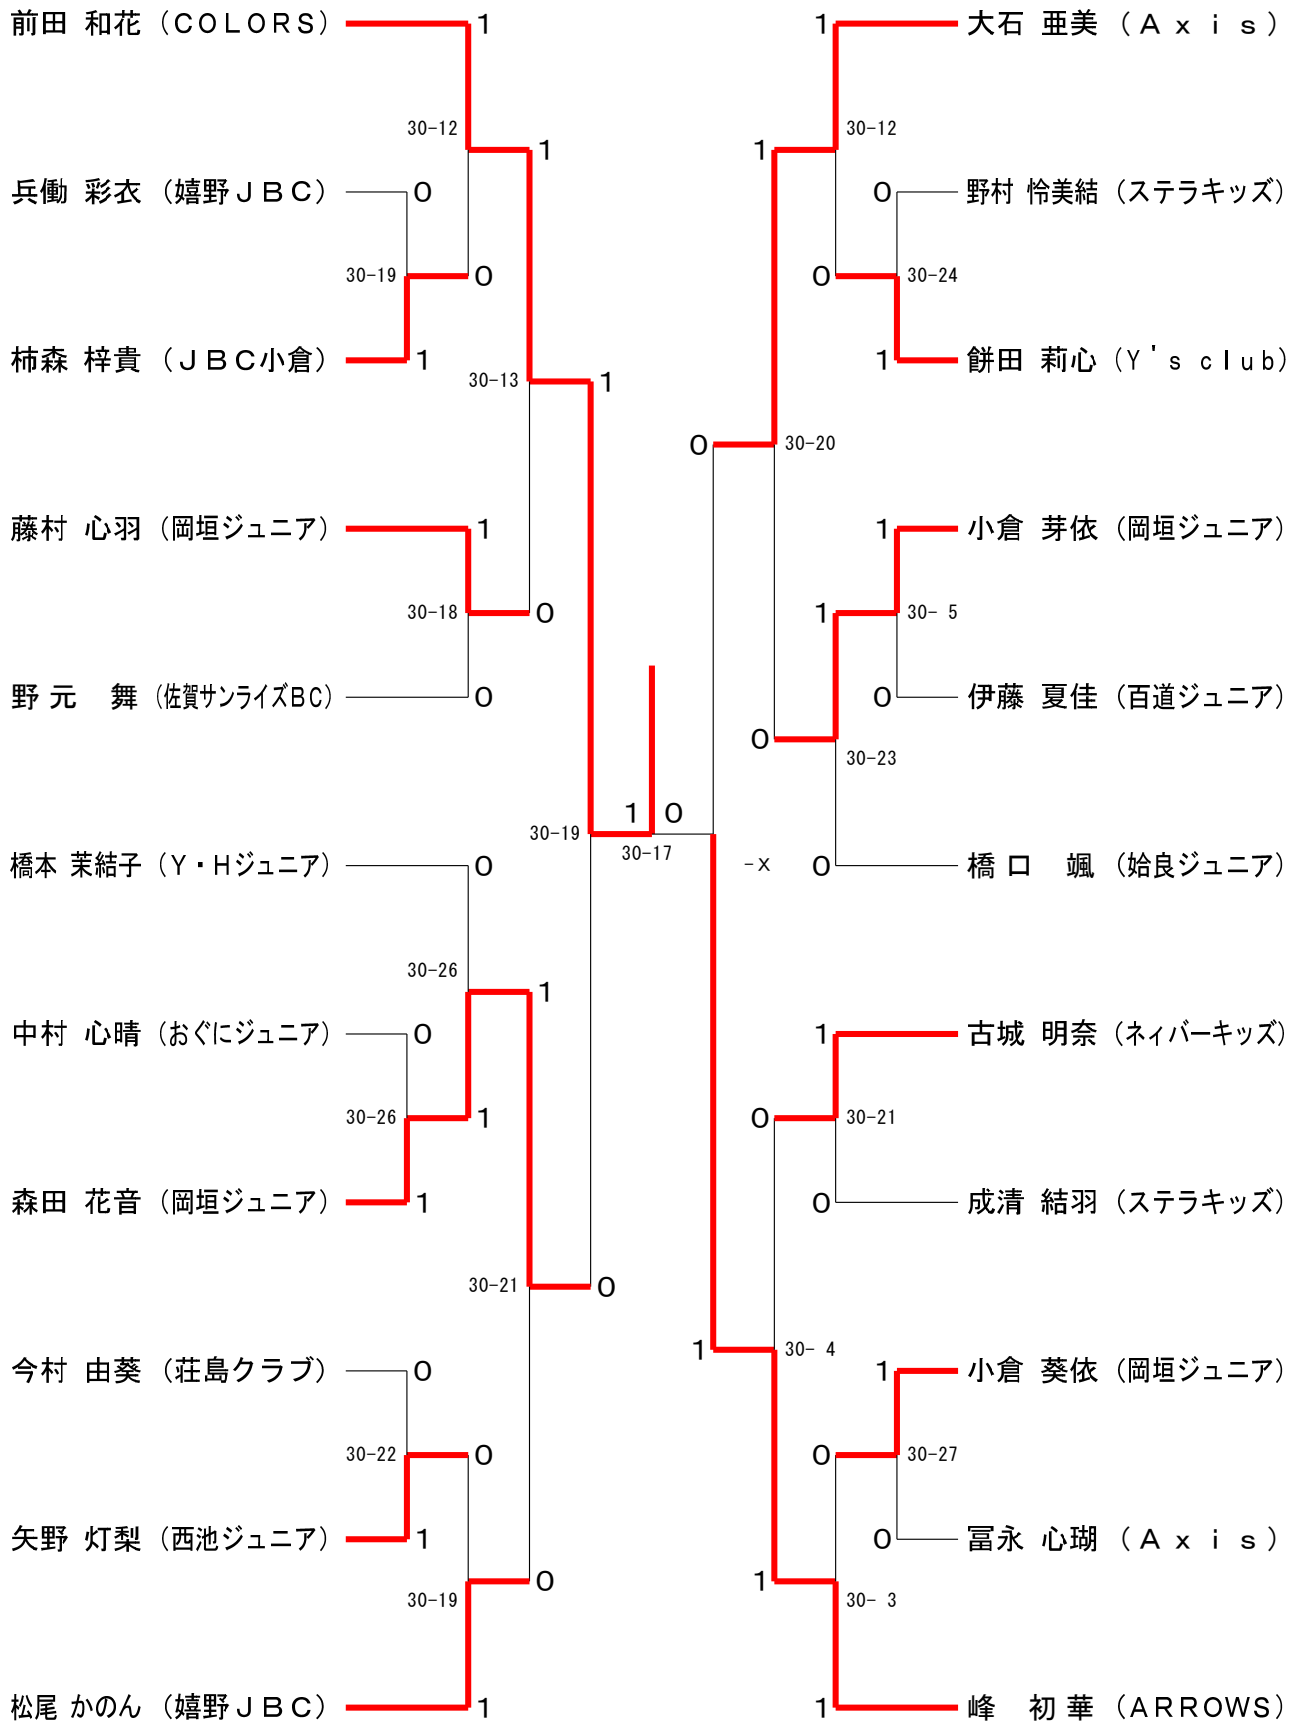 前田 和花 (COLORS) 1
30-12
1
兵働 彩衣 (嬉野JBC) 0
30-19
0
柿森 梓貴 (JBC小倉) 1
30-13
1
藤村 心羽 (岡垣ジュニア) 1
30-18
0
野元 舞 (佐賀サンライズBC) 0
30-19
橋本 茉結子 (Y・Hジュニア) 0
30-26
1
中村 心晴 (おぐにジュニア) 0
30-26
1
森田 花音 (岡垣ジュニア) 1
30-21
0
今村 由葵 (荘島クラブ) 0
30-22
0
矢野 灯梨 (西池ジュニア) 1
30-19
0
松尾 かのん (嬉野JBC) 1
1 0
30-17
1 大石 亜美 (Axis)
30-12
1
0 野村 怜美結 (ステラキッズ)
0
30-24
1 餅田 莉心 (Y's club)
0
30-20
1 小倉 芽依 (岡垣ジュニア)
1
30- 5
0 伊藤 夏佳 (百道ジュニア)
0
30-23
-X
0 橋口 颯 (姶良ジュニア)
1 古城 明奈 (ネィバーキッズ)
0
30-21
0 成清 結羽 (ステラキッズ)
1
30- 4
1 小倉 葵依 (岡垣ジュニア)
0
30-27
0 冨永 心瑚 (Axis)
1
30- 3
1 峰 初華 (ARROWS)